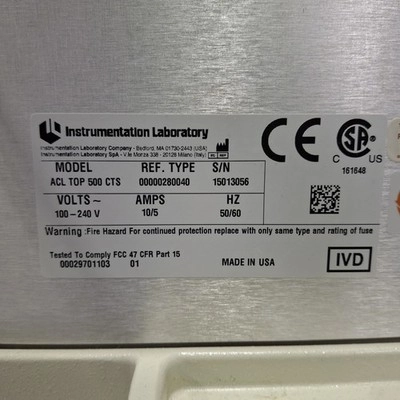 Instrumentation Laboratory
Instrumentation Laboratory Company - Bedford, MA 01730-2443 (USA)
Instrumentation Laboratory SpA - V.le Monza 338 - 20128 Milano (Italy)
CE
CSA
C US
161648
MODEL REF. TYPE S/N
ACL TOP 500 CTS 00000280040 15013056
VOLTS ~ AMPS HZ
100 - 240 V 10/5 50/60
Warning :Fire Hazard For continued protection replace with only same type and rating of fuse
Tested To Comply FCC 47 CFR Part 15
00029701103 01 MADE IN USA
IVD